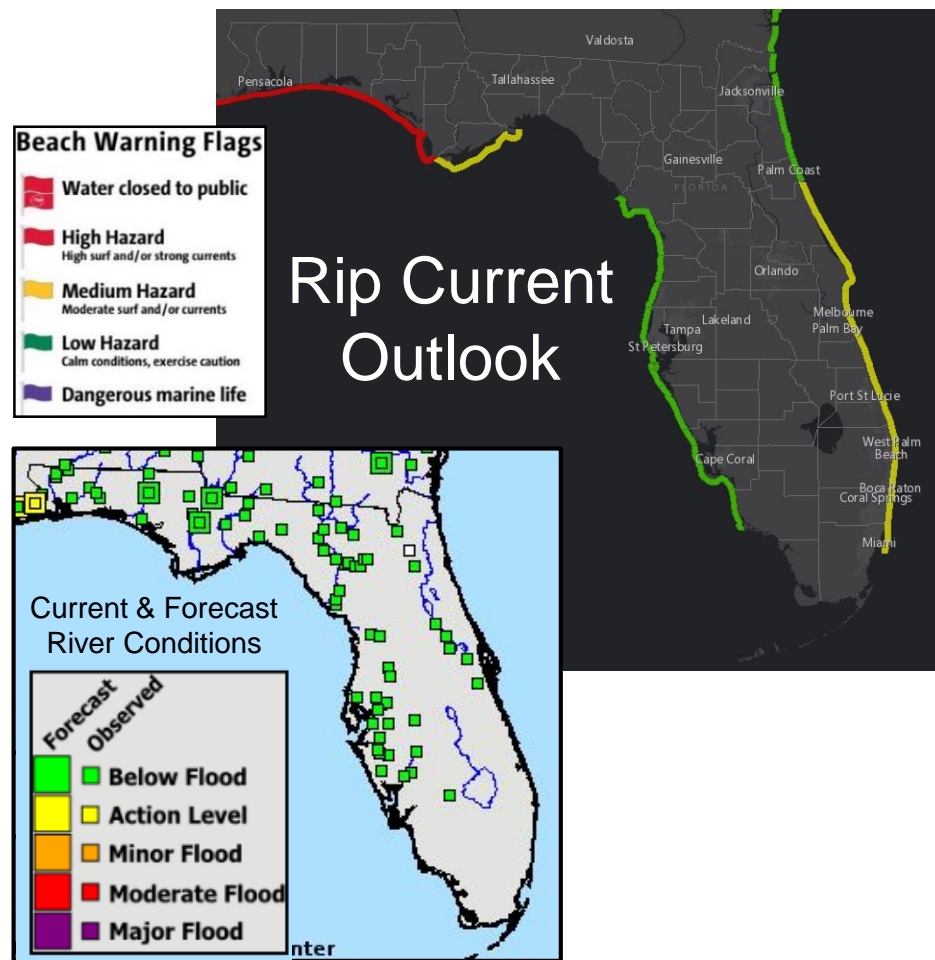 Valdosta
Pensacola
Tallahassee
Jacksonville
Gainesville
Palm Coast
FLORIDA
Orlando
Melbourne
Palm Bay
Lakeland
Tampa
St Petersburg
Port St Lucie
Cape Coral
West Palm
Beach
Boca Raton
Coral Springs
Miami
Rip Current
Outlook
Beach Warning Flags
Water closed to public
High Hazard
High surf and/or strong currents
Medium Hazard
Moderate surf and/or currents
Low Hazard
Calm conditions, exercise caution
Dangerous marine life
Current & Forecast
River Conditions
Forecast
Observed
Below Flood
Action Level
Minor Flood
Moderate Flood
Major Flood
nter